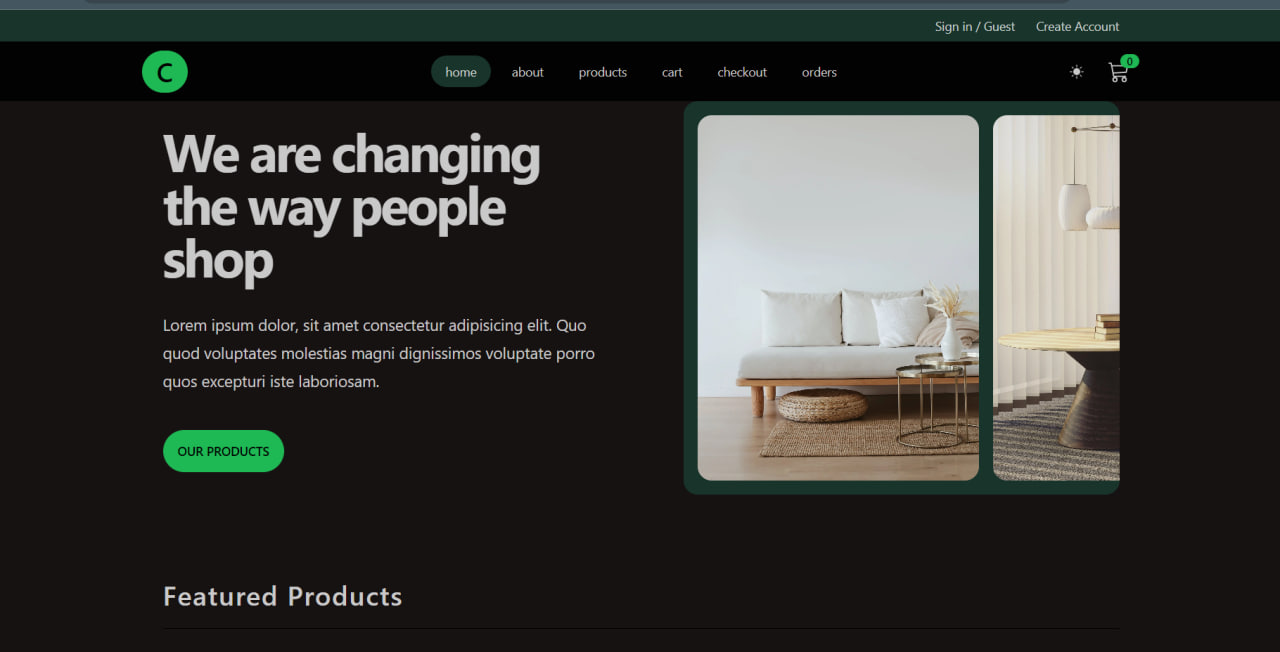 Sign in / Guest Create Account
C home about products cart checkout orders 0
We are changing
the way people
shop
Lorem ipsum dolor, sit amet consectetur adipisicing elit. Quo
quod voluptates molestias magni dignissimos voluptate porro
quos excepturi iste laboriosam.
OUR PRODUCTS
Featured Products